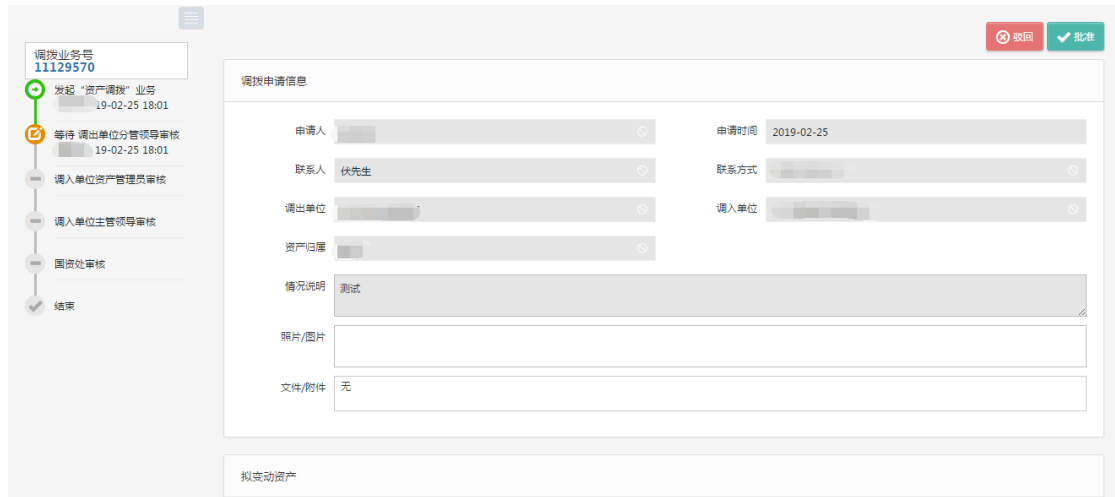 驳回
批准
调拨业务号
11129570
发起 “资产调拨” 业务
19-02-25 18:01
等待 调出单位分管领导审核
19-02-25 18:01
调入单位资产管理员审核
调入单位主管领导审核
国资处审核
结束
调拨申请信息
申请人
申请时间 2019-02-25
联系人 伏先生
联系方式
调出单位
调入单位
资产归属
情况说明 测试
照片/图片
文件/附件 无
拟变动资产